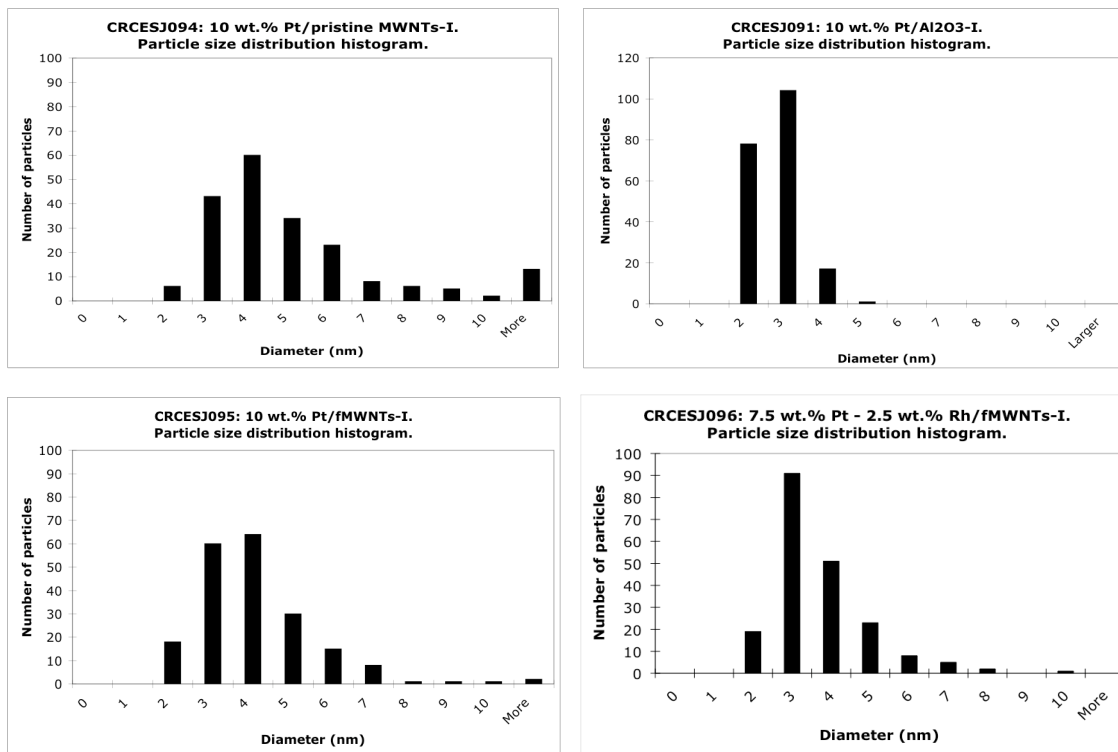 CRCESJ094: 10 wt.% Pt/pristine MWNTs-I.
Particle size distribution histogram.
100
90
80
70
60
50
40
30
20
10
0
Number of particles
0 1 2 3 4 5 6 7 8 9 10 More
Diameter (nm)
CRCESJ091: 10 wt.% Pt/Al2O3-I.
Particle size distribution histogram.
120
100
80
60
40
20
0
Number of particles
0 1 2 3 4 5 6 7 8 9 10 Larger
Diameter (nm)
CRCESJ095: 10 wt.% Pt/fMWNTs-I.
Particle size distribution histogram.
100
90
80
70
60
50
40
30
20
10
0
Number of particles
0 1 2 3 4 5 6 7 8 9 10 More
Diameter (nm)
CRCESJ096: 7.5 wt.% Pt - 2.5 wt.% Rh/fMWNTs-I.
Particle size distribution histogram.
100
90
80
70
60
50
40
30
20
10
0
Number of particles
0 1 2 3 4 5 6 7 8 9 10 More
Diameter (nm)